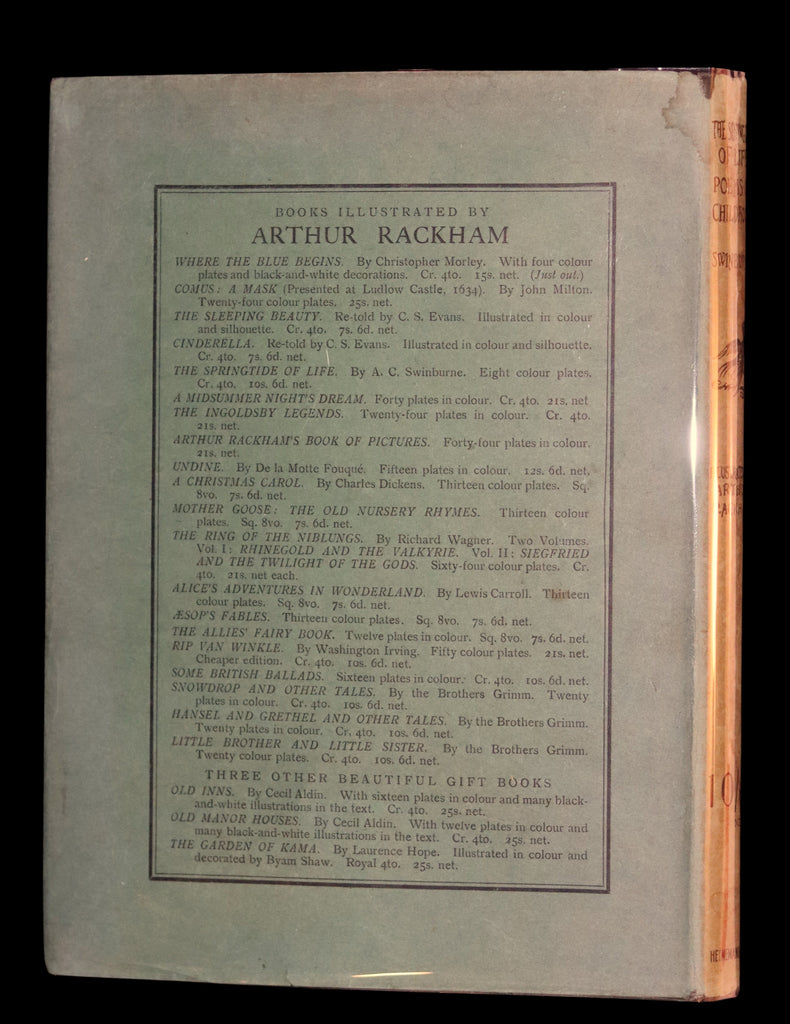 BOOKS ILLUSTRATED BY
ARTHUR RACKHAM
WHERE THE BLUE BEGINS. By Christopher Morley. With four colour
plates and black-and-white decorations. Cr. 4to. 15s. net. (Just out.)
COMUS: A MASK (Presented at Ludlow Castle, 1634). By John Milton.
Twenty-four colour plates. 25s. net.
THE SLEEPING BEAUTY. Re-told by C. S. Evans. Illustrated in colour
and silhouette. Cr. 4to. 7s. 6d. net.
CINDERELLA. Re-told by C. S. Evans. Illustrated in colour and silhouette.
Cr. 4to. 7s. 6d. net.
THE SPRINGTIDE OF LIFE. By A. C. Swinburne. Eight colour plates.
Cr. 4to. 10s. 6d. net.
A MIDSUMMER NIGHT'S DREAM. Forty plates in colour. Cr. 4to. 21s. net
THE INGOLDSBY LEGENDS. Twenty-four plates in colour. Cr. 4to.
21s. net.
ARTHUR RACKHAM'S BOOK OF PICTURES. Forty-four plates in colour.
21s. net.
UNDINE. By De la Motte Fouqué. Fifteen plates in colour. 12s. 6d. net.
A CHRISTMAS CAROL. By Charles Dickens. Thirteen colour plates. Sq.
8vo. 7s. 6d. net.
MOTHER GOOSE: THE OLD NURSERY RHYMES. Thirteen colour
plates. Sq. 8vo. 7s. 6d. net.
THE RING OF THE NIBLUNGS. By Richard Wagner. Two Volumes.
Vol. I: RHINEGOLD AND THE VALKYRIE. Vol. II: SIEGFRIED
AND THE TWILIGHT OF THE GODS. Sixty-four colour plates. Cr.
4to. 21s. net each.
ALICE'S ADVENTURES IN WONDERLAND. By Lewis Carroll. Thirteen
colour plates. Sq. 8vo. 7s. 6d. net.
ÆSOP'S FABLES. Thirteen colour plates. Sq. 8vo. 7s. 6d. net.
THE ALLIES' FAIRY BOOK. Twelve plates in colour. Sq. 8vo. 7s. 6d. net.
RIP VAN WINKLE. By Washington Irving. Fifty colour plates. 21s. net.
Cheaper edition. Cr. 4to. 10s. 6d. net.
SOME BRITISH BALLADS. Sixteen plates in colour. Cr. 4to. 10s. 6d. net.
SNOWDROP AND OTHER TALES. By the Brothers Grimm. Twenty
plates in colour. Cr. 4to. 10s. 6d. net.
HANSEL AND GRETHEL AND OTHER TALES. By the Brothers Grimm.
Twenty plates in colour. Cr. 4to. 10s. 6d. net.
LITTLE BROTHER AND LITTLE SISTER. By the Brothers Grimm.
Twenty colour plates. Cr. 4to. 10s. 6d. net.
THREE OTHER BEAUTIFUL GIFT BOOKS
OLD INNS. By Cecil Aldin. With sixteen plates in colour and many black-
and-white illustrations in the text. Cr. 4to. 25s. net.
OLD MANOR HOUSES. By Cecil Aldin. With twelve plates in colour and
many black-and-white illustrations in the text. Cr. 4to. 25s. net.
THE GARDEN OF KAMA. By Laurence Hope. Illustrated in colour and
decorated by Byam Shaw. Royal 4to. 25s. net.
THE